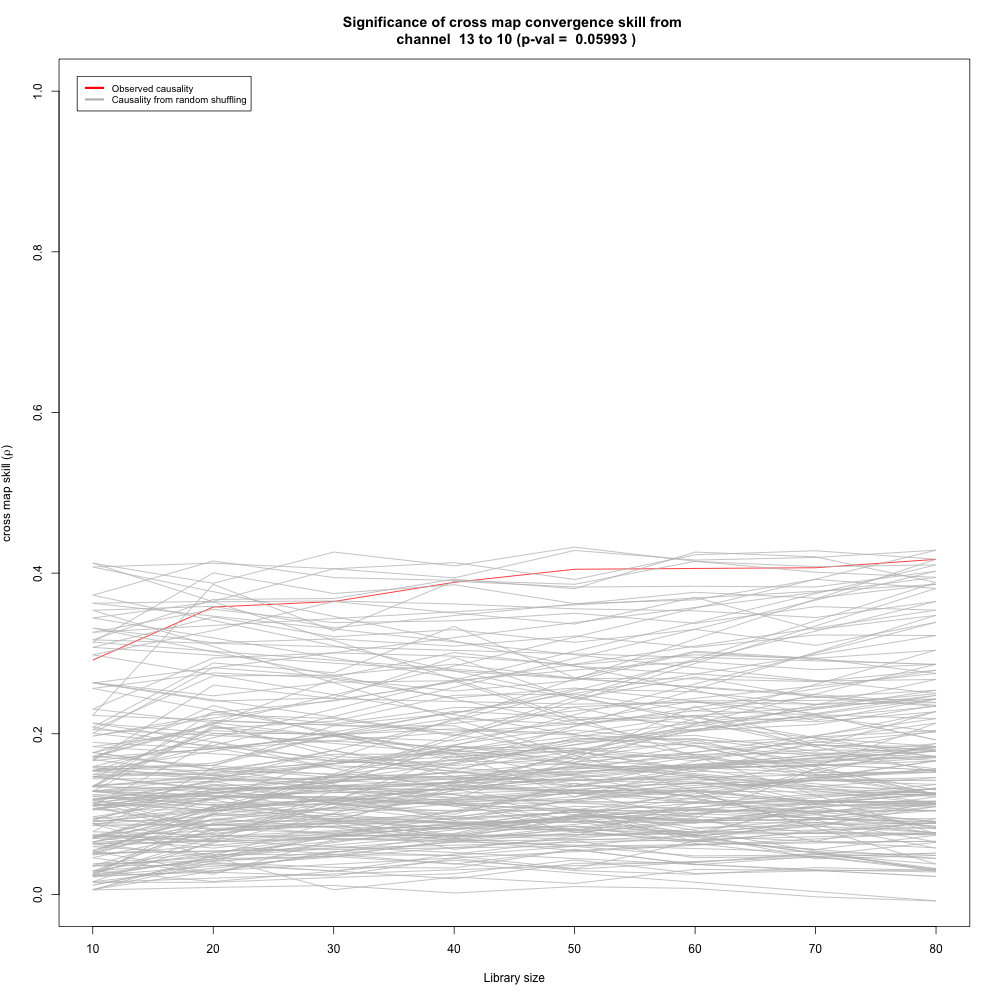 Significance of cross map convergence skill from
channel  13 to 10 (p-val =  0.05993 )
Observed causality
Causality from random shuffling
cross map skill (ρ)
1.0
0.8
0.6
0.4
0.2
0.0
10 20 30 40 50 60 70 80
Library size